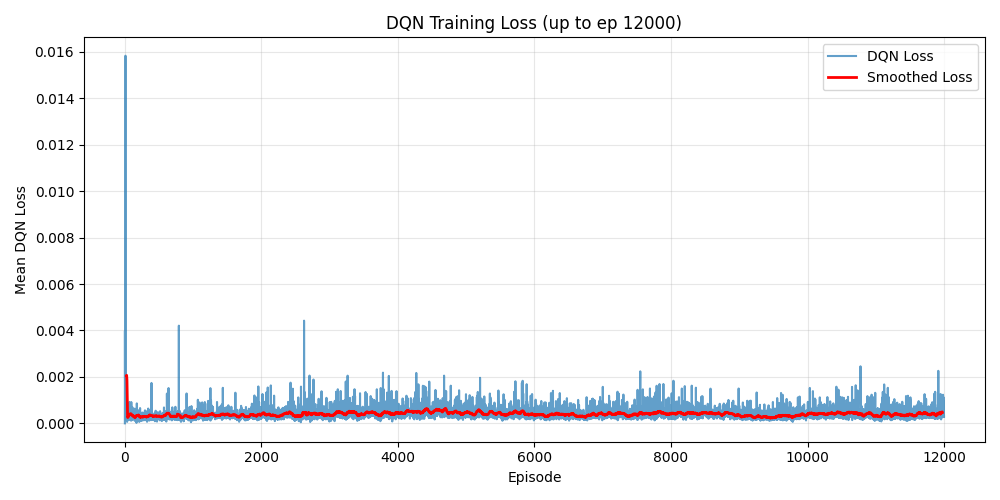 DQN Training Loss (up to ep 12000)
DQN Loss
Smoothed Loss
Mean DQN Loss
0.016
0.014
0.012
0.010
0.008
0.006
0.004
0.002
0.000
0 2000 4000 6000 8000 10000 12000
Episode